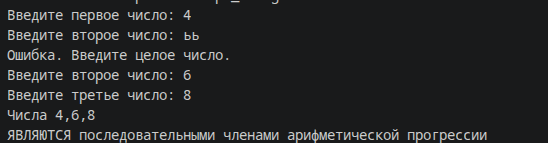 Введите первое число: 4
Введите второе число: ьь
Ошибка. Введите целое число.
Введите второе число: 6
Введите третье число: 8
Числа 4,6,8
ЯВЛЯЮТСЯ последовательными членами арифметической прогрессии